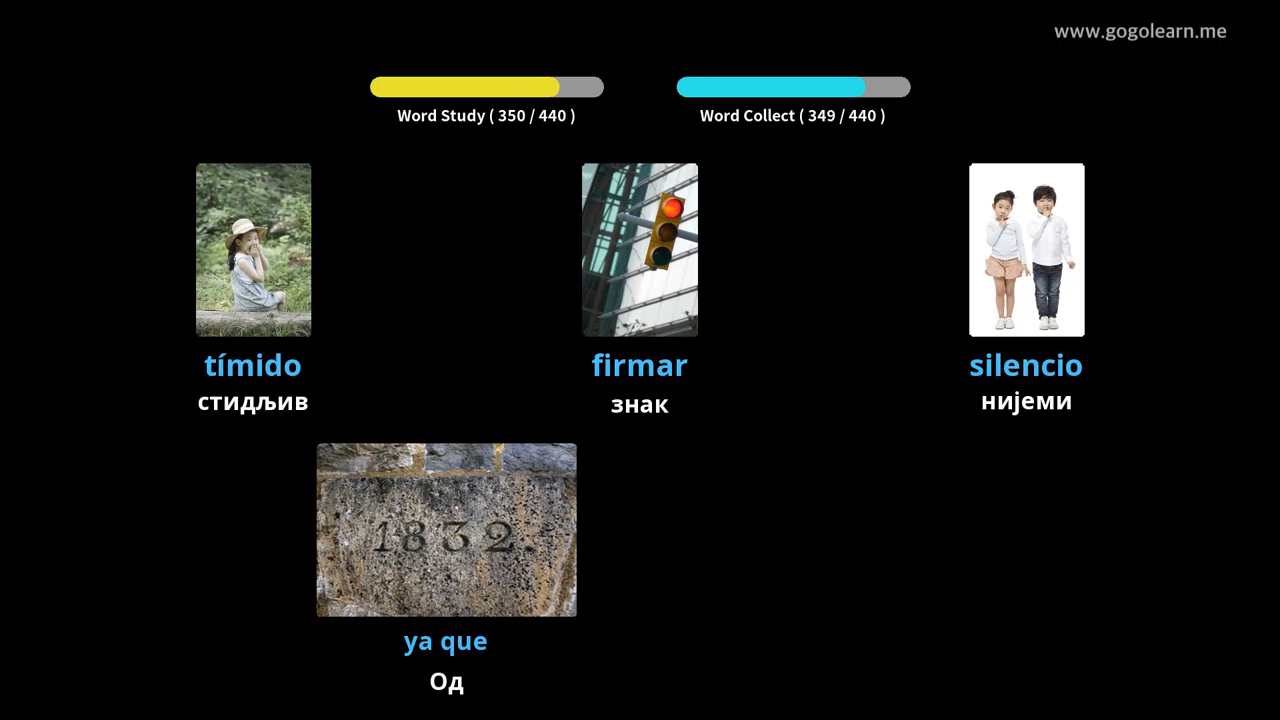 www.gogolearn.me
Word Study ( 350 / 440 )
Word Collect ( 349 / 440 )
tímido
стидљив
firmar
знак
silencio
нијеми
1832
ya que
Од